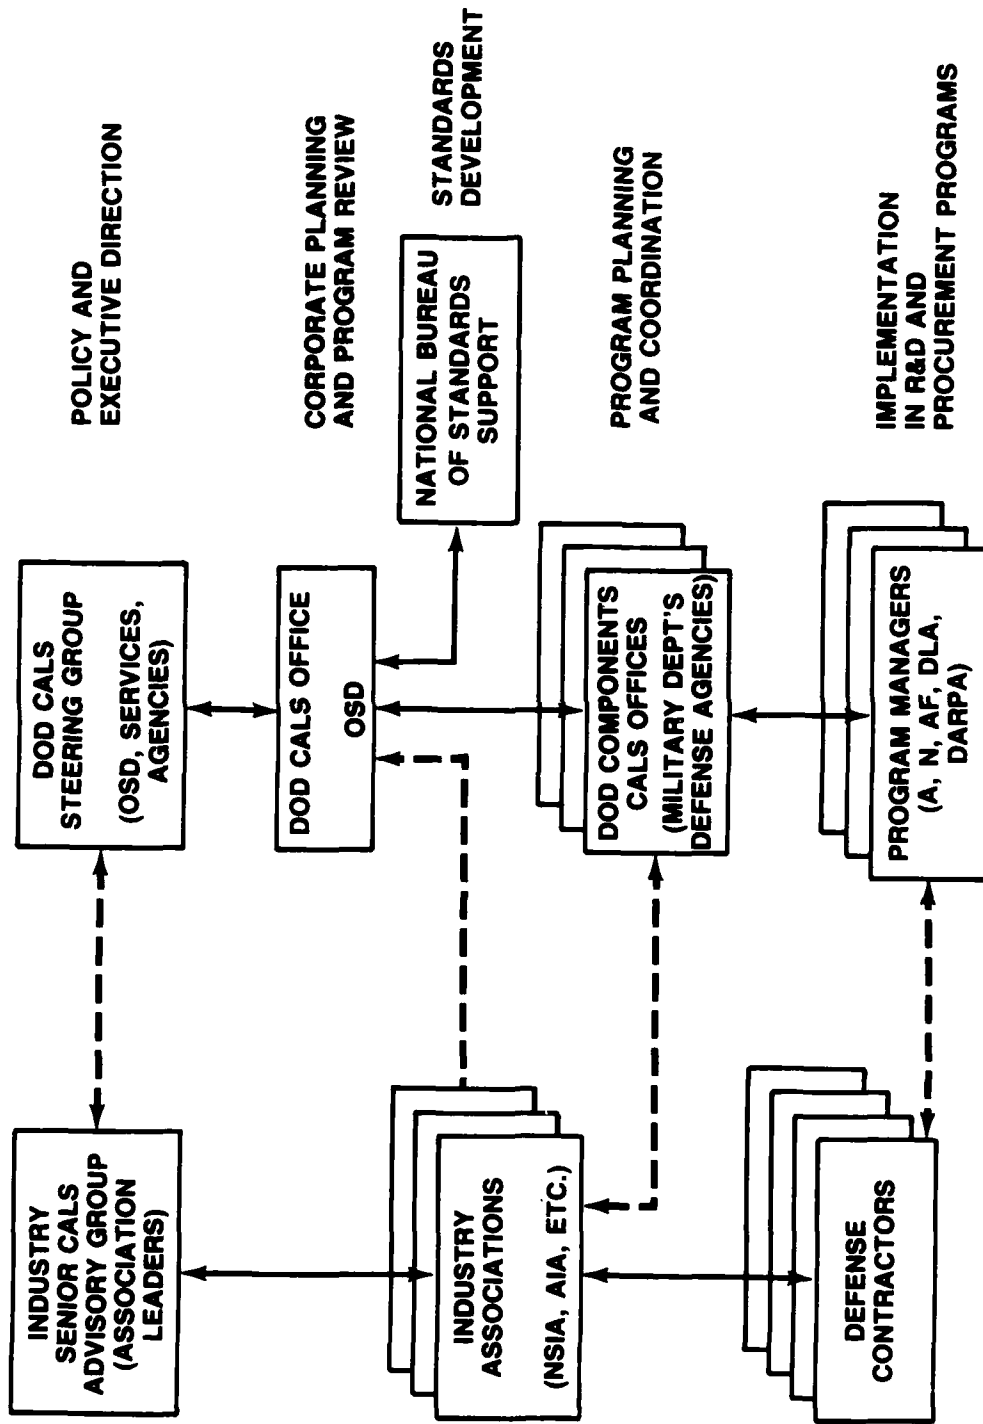 INDUSTRY
SENIOR CALS
ADVISORY GROUP
(ASSOCIATION
LEADERS)
DOD CALS
STEERING GROUP
(OSD, SERVICES,
AGENCIES)
POLICY AND
EXECUTIVE DIRECTION
DOD CALS OFFICE
OSD
CORPORATE PLANNING
AND PROGRAM REVIEW
NATIONAL BUREAU
OF STANDARDS
SUPPORT
STANDARDS
DEVELOPMENT
INDUSTRY
ASSOCIATIONS
(NSIA, AIA, ETC.)
DOD COMPONENTS
CALS OFFICES
(MILITARY DEPT'S
DEFENSE AGENCIES)
PROGRAM PLANNING
AND COORDINATION
DEFENSE
CONTRACTORS
PROGRAM MANAGERS
(A, N, AF, DLA,
DARPA)
IMPLEMENTATION
IN R&D AND
PROCUREMENT PROGRAMS